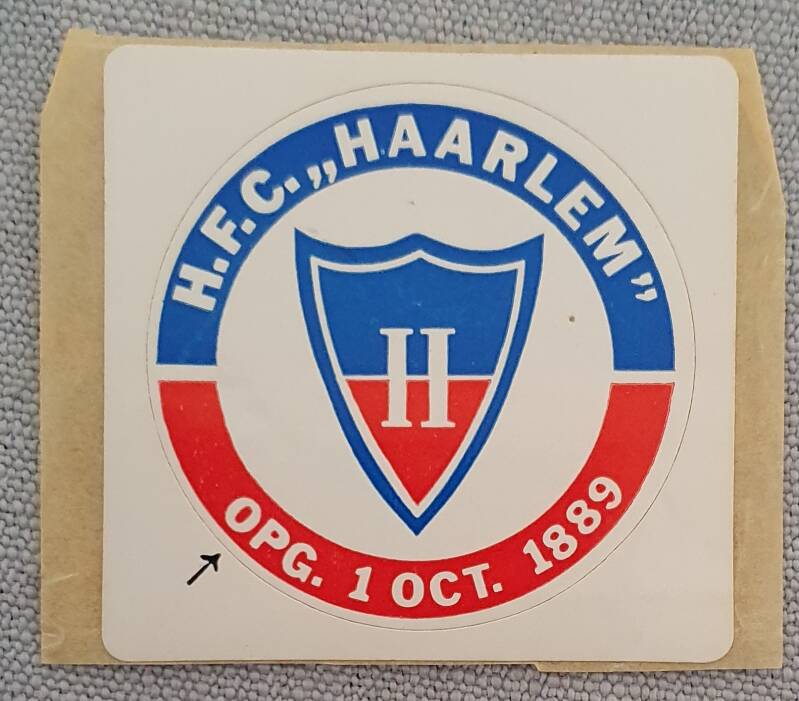 H.F.C. „HAARLEM”
H
OPG. 1 OCT. 1889